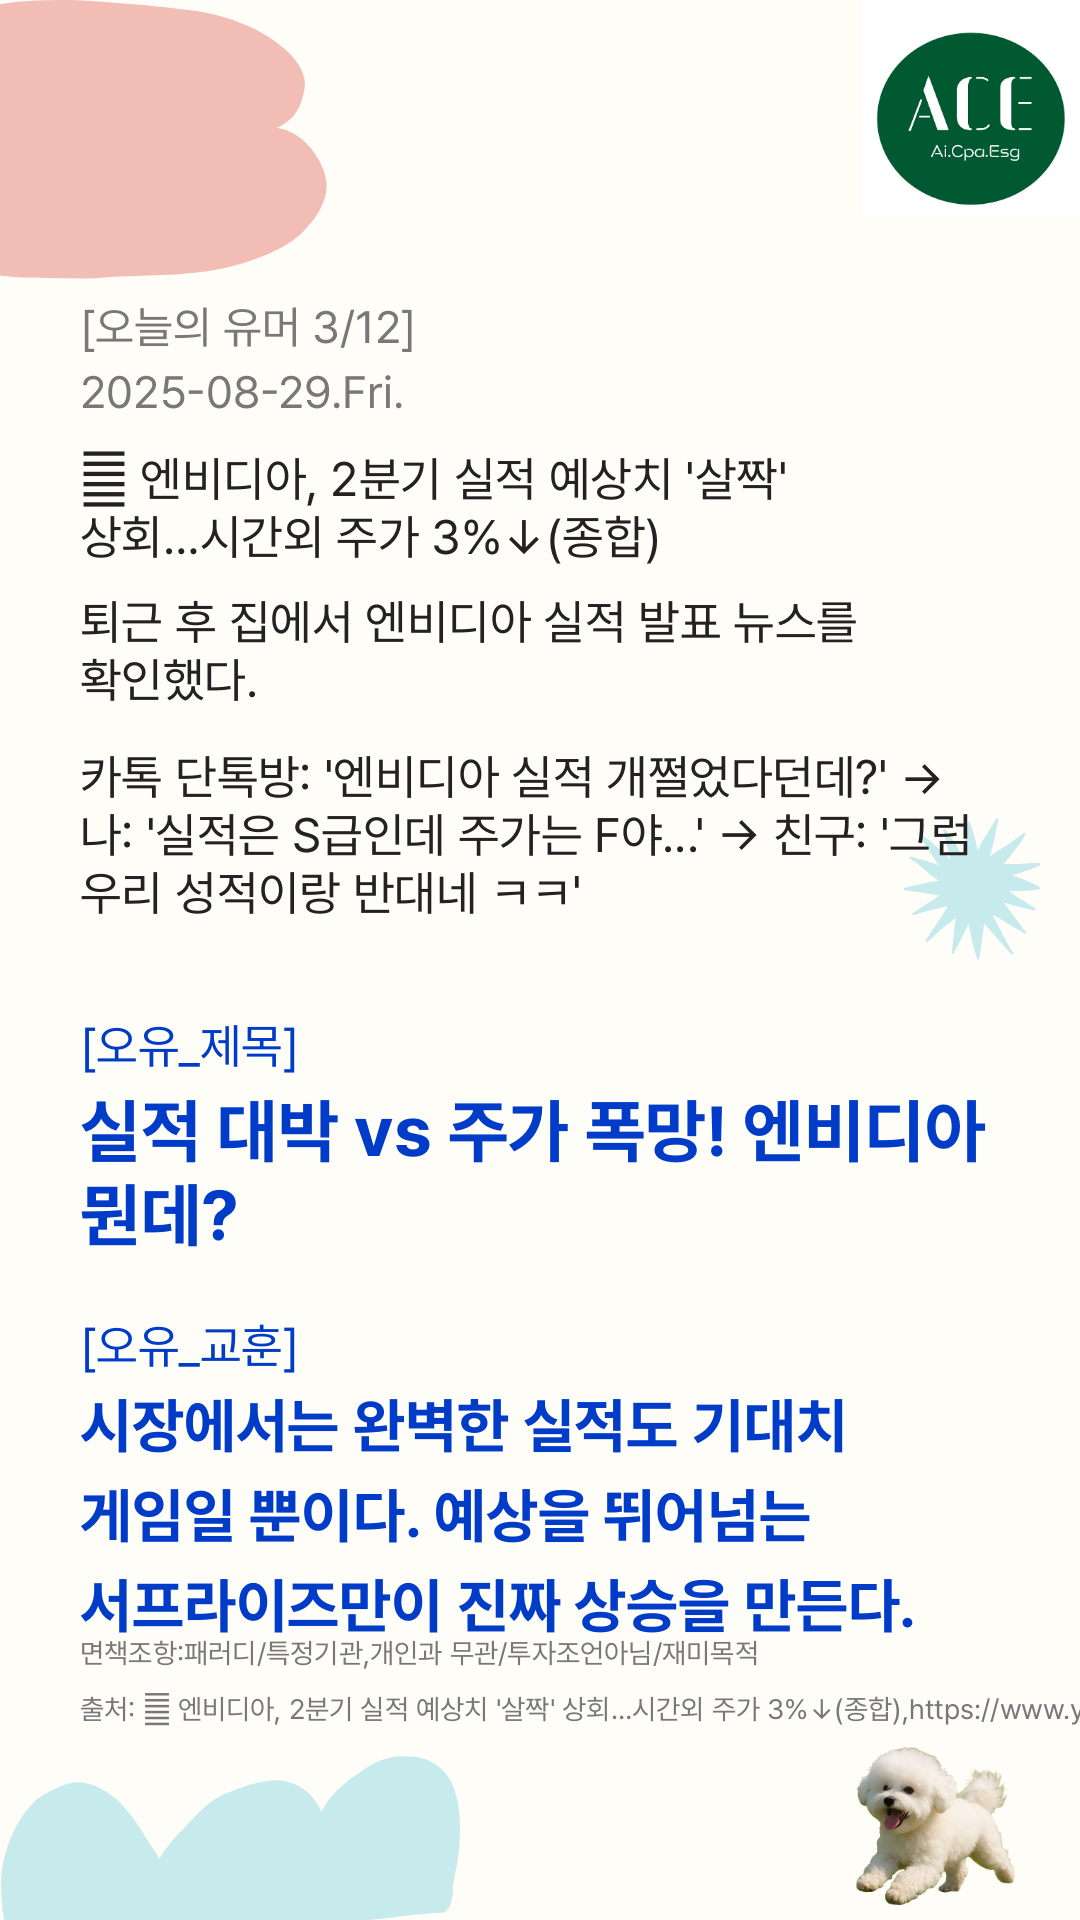 ACE
Ai.Cpa.Esg
[오늘의 유머 3/12]
2025-08-29.Fri.
䷀ 엔비디아, 2분기 실적 예상치 '살짝'
상회…시간외 주가 3%↓(종합)
퇴근 후 집에서 엔비디아 실적 발표 뉴스를
확인했다.
카톡 단톡방: '엔비디아 실적 개쩔었다던데?' →
나: '실적은 S급인데 주가는 F야...' → 친구: '그럼
우리 성적이랑 반대네 ㅋㅋ'
[오유_제목]
실적 대박 vs 주가 폭망! 엔비디아
뭔데?
[오유_교훈]
시장에서는 완벽한 실적도 기대치
게임일 뿐이다. 예상을 뛰어넘는
서프라이즈만이 진짜 상승을 만든다.
면책조항:패러디/특정기관,개인과 무관/투자조언아님/재미목적
출처: ䷀ 엔비디아, 2분기 실적 예상치 '살짝' 상회…시간외 주가 3%↓(종합),https://www.y